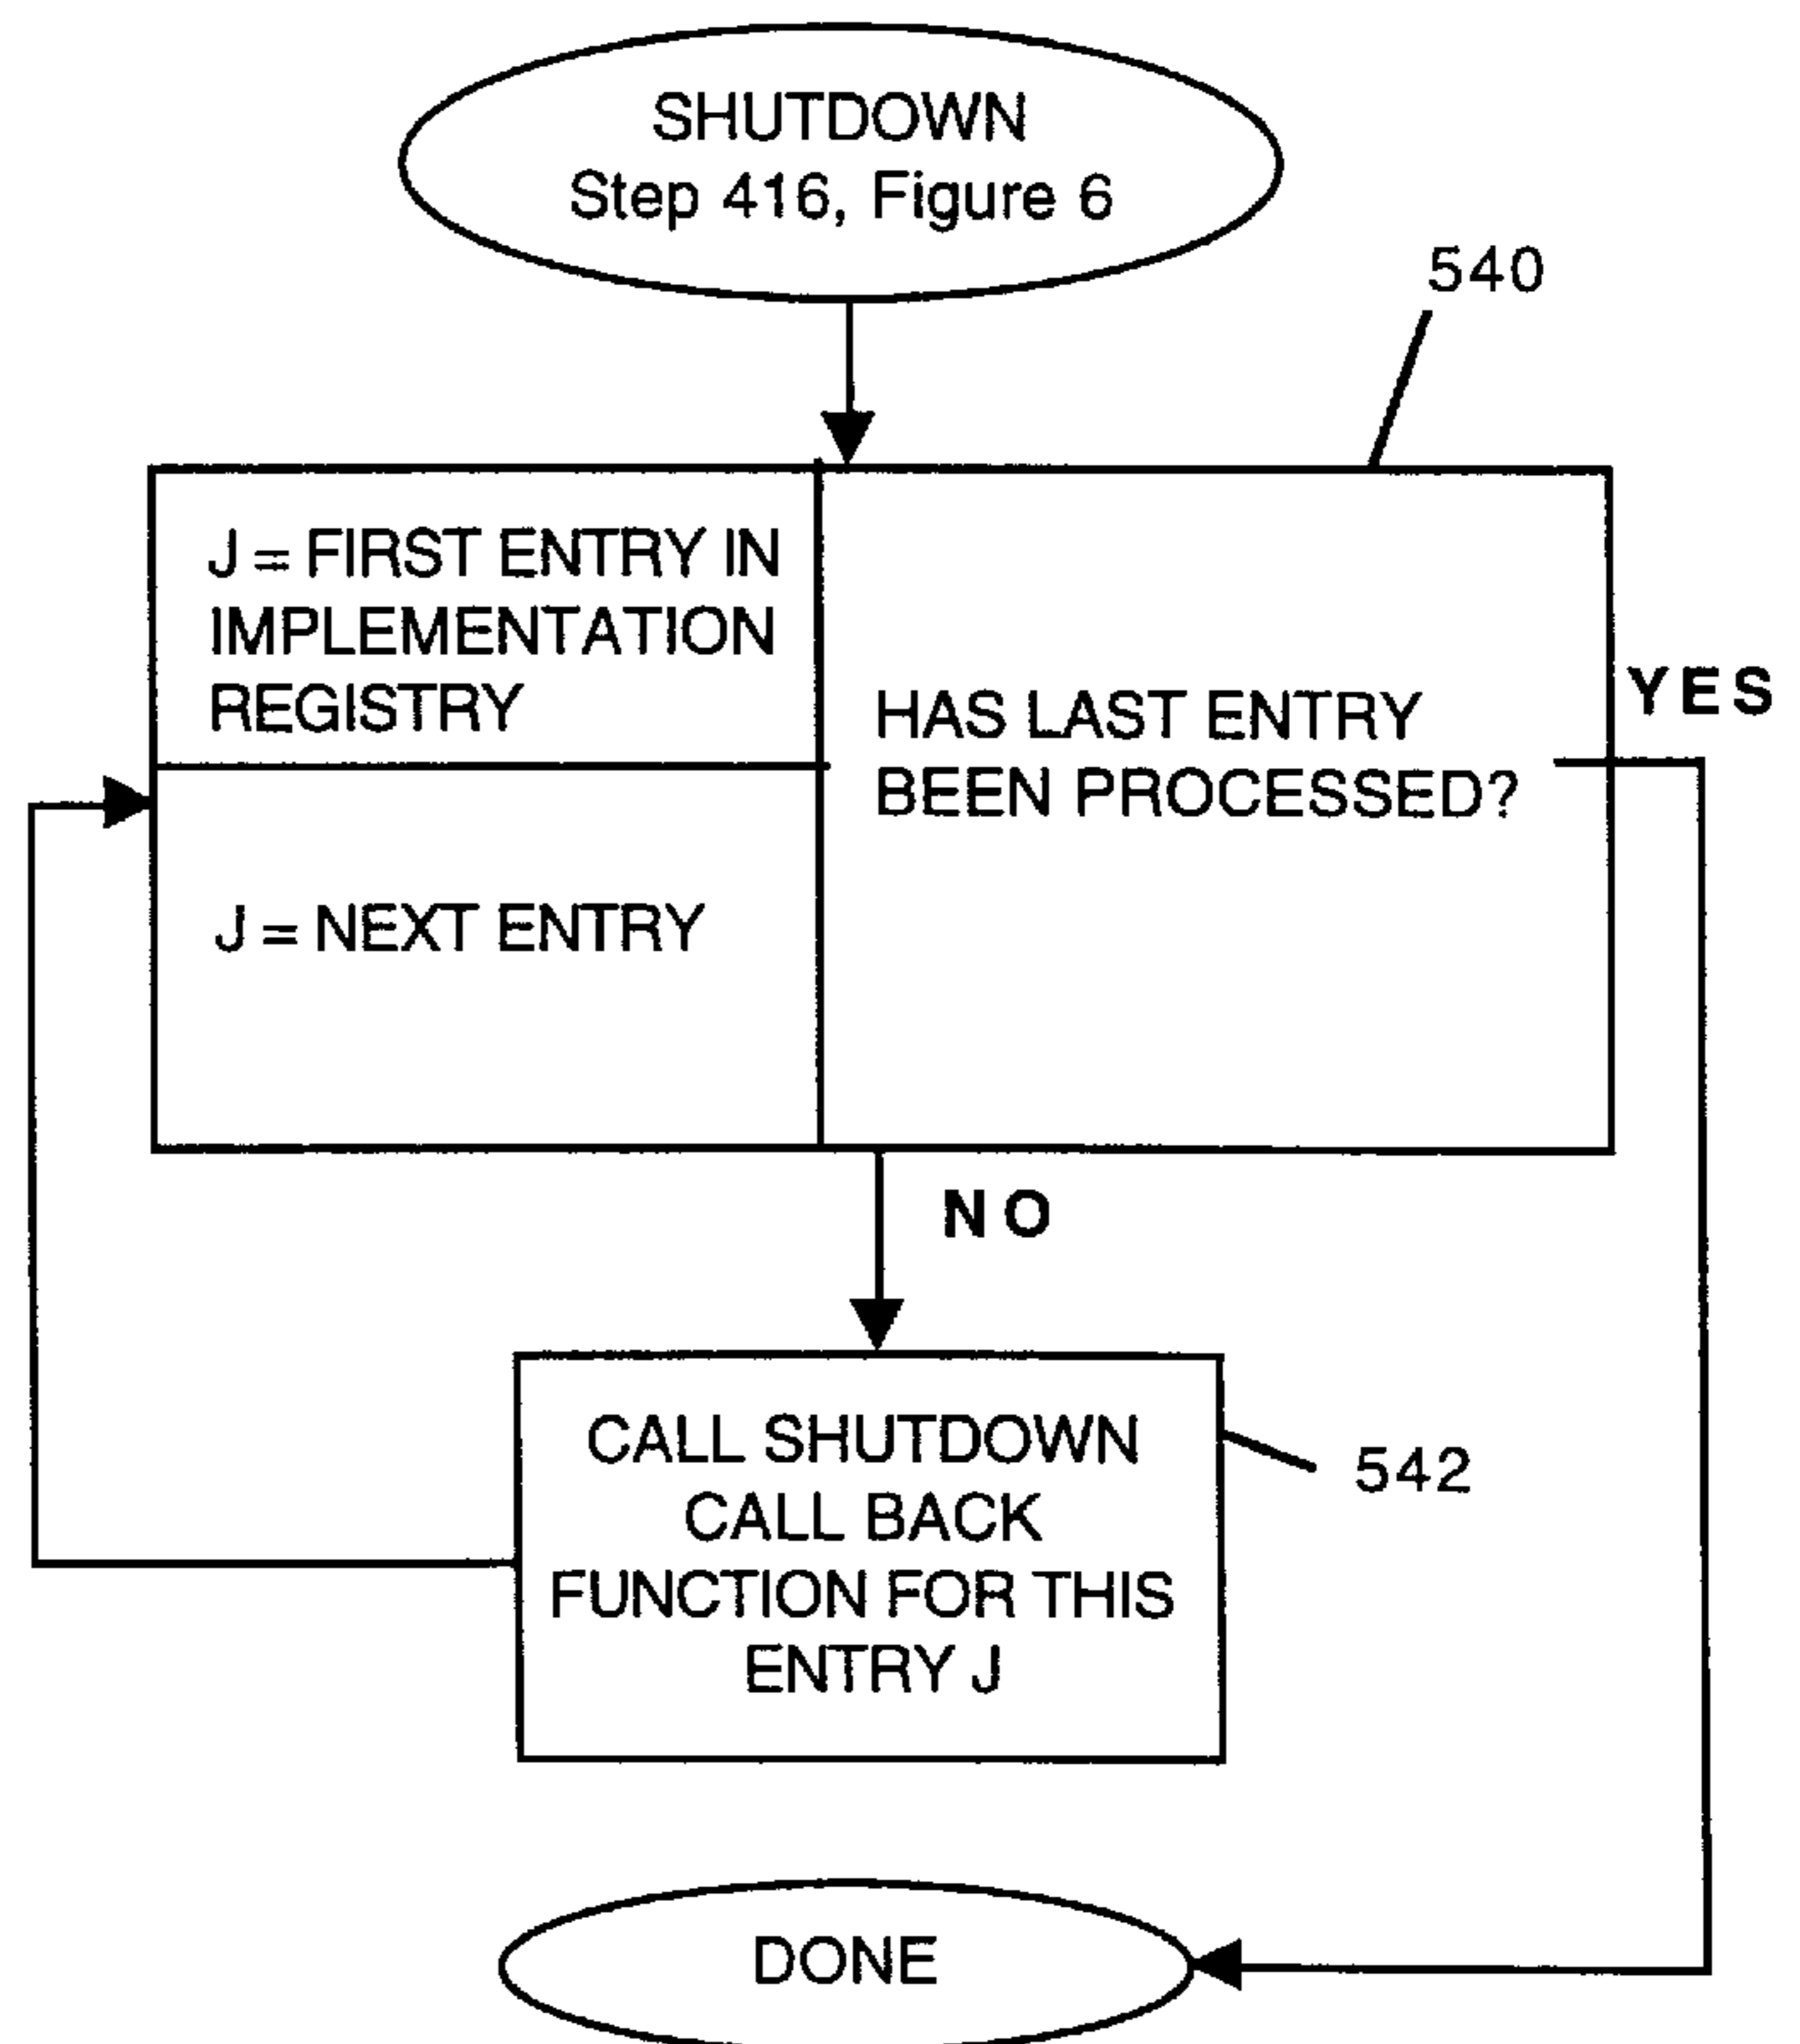 SHUTDOWN
Step 416, Figure 6
540
J = FIRST ENTRY IN
IMPLEMENTATION
REGISTRY
HAS LAST ENTRY
BEEN PROCESSED?
YES
J = NEXT ENTRY
NO
CALL SHUTDOWN
CALL BACK
FUNCTION FOR THIS
ENTRY J
542
DONE